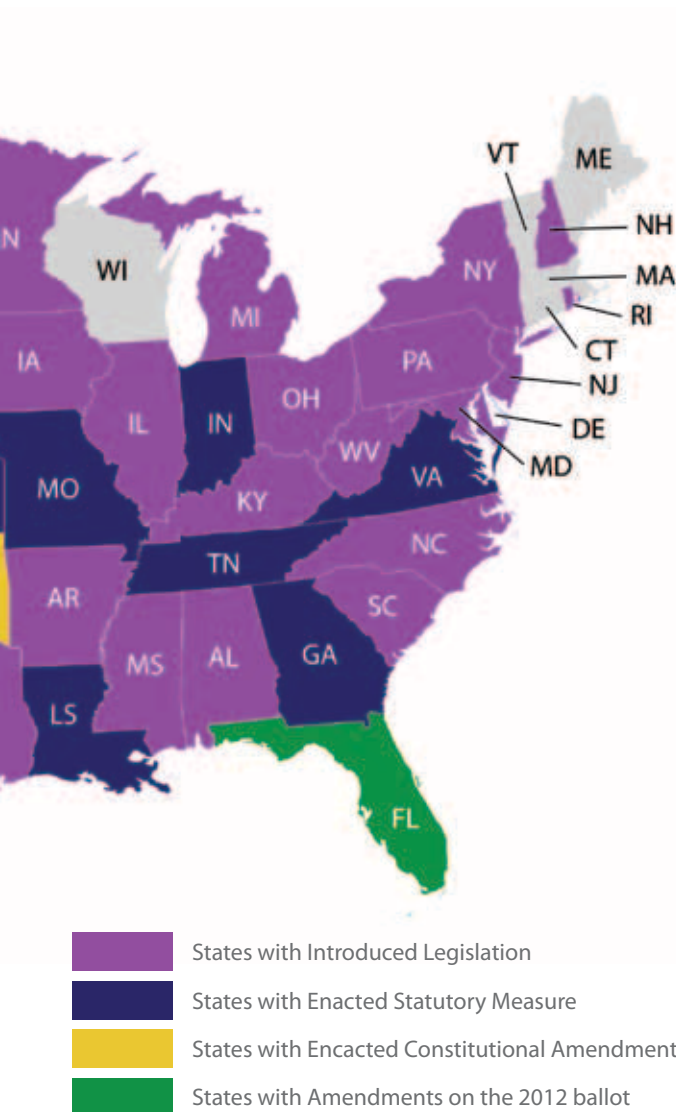 VT
ME
N
WI
NH
NY
MA
MI
RI
IA
CT
PA
NJ
OH
IL
IN
DE
WV
MD
VA
MO
KY
NC
TN
AR
SC
MS
AL
GA
LS
FL
States with Introduced Legislation
States with Enacted Statutory Measure
States with Encacted Constitutional Amendment
States with Amendments on the 2012 ballot